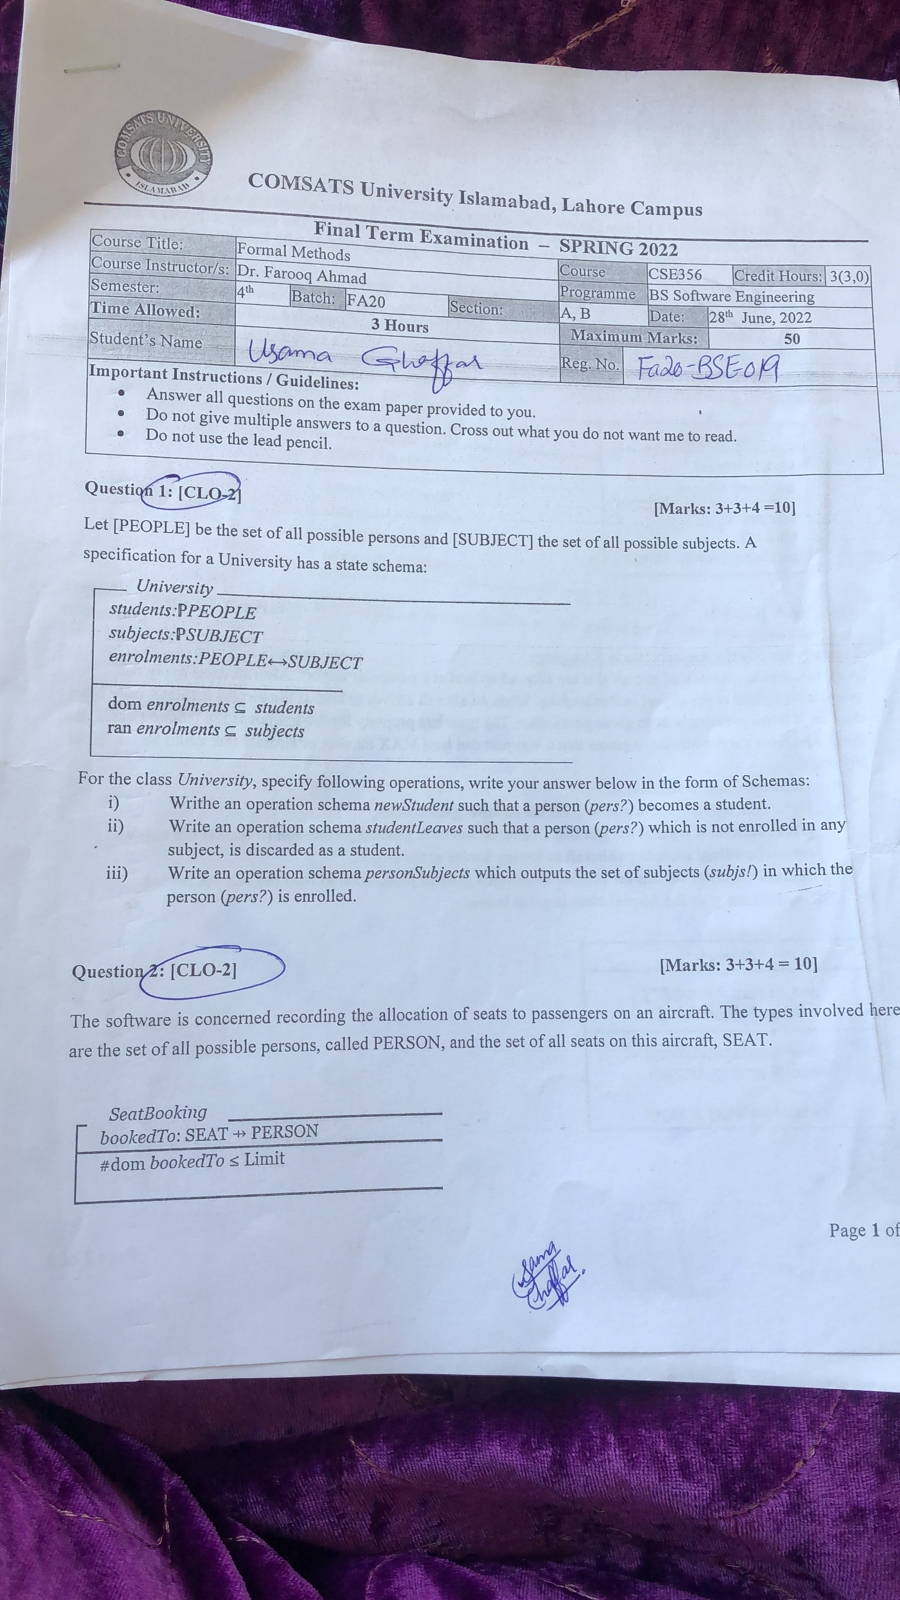 COMSATS UNIVERSITY
ISLAMABAD
COMSATS University Islamabad, Lahore Campus
Final Term Examination – SPRING 2022
Course Title: Formal Methods Course CSE356 Credit Hours: 3(3,0)
Course Instructor/s: Dr. Farooq Ahmad Programme BS Software Engineering
Semester: 4th Batch: FA20 Section: A, B Date: 28th June, 2022
Time Allowed: 3 Hours Maximum Marks: 50
Student's Name Usama Ghaffar Reg. No. Fa20-BSE-019
Important Instructions / Guidelines:
• Answer all questions on the exam paper provided to you.
• Do not give multiple answers to a question. Cross out what you do not want me to read.
• Do not use the lead pencil.
Question 1: [CLO-2] [Marks: 3+3+4 =10]
Let [PEOPLE] be the set of all possible persons and [SUBJECT] the set of all possible subjects. A
specification for a University has a state schema:
University
students:ℙPEOPLE
subjects:ℙSUBJECT
enrolments:PEOPLE↔SUBJECT
dom enrolments ⊆ students
ran enrolments ⊆ subjects
For the class University, specify following operations, write your answer below in the form of Schemas:
i) Writhe an operation schema newStudent such that a person (pers?) becomes a student.
ii) Write an operation schema studentLeaves such that a person (pers?) which is not enrolled in any
subject, is discarded as a student.
iii) Write an operation schema personSubjects which outputs the set of subjects (subjs!) in which the
person (pers?) is enrolled.
Question 2: [CLO-2] [Marks: 3+3+4 = 10]
The software is concerned recording the allocation of seats to passengers on an aircraft. The types involved here
are the set of all possible persons, called PERSON, and the set of all seats on this aircraft, SEAT.
SeatBooking
bookedTo: SEAT ⇸ PERSON
#dom bookedTo ≤ Limit
Page 1 of